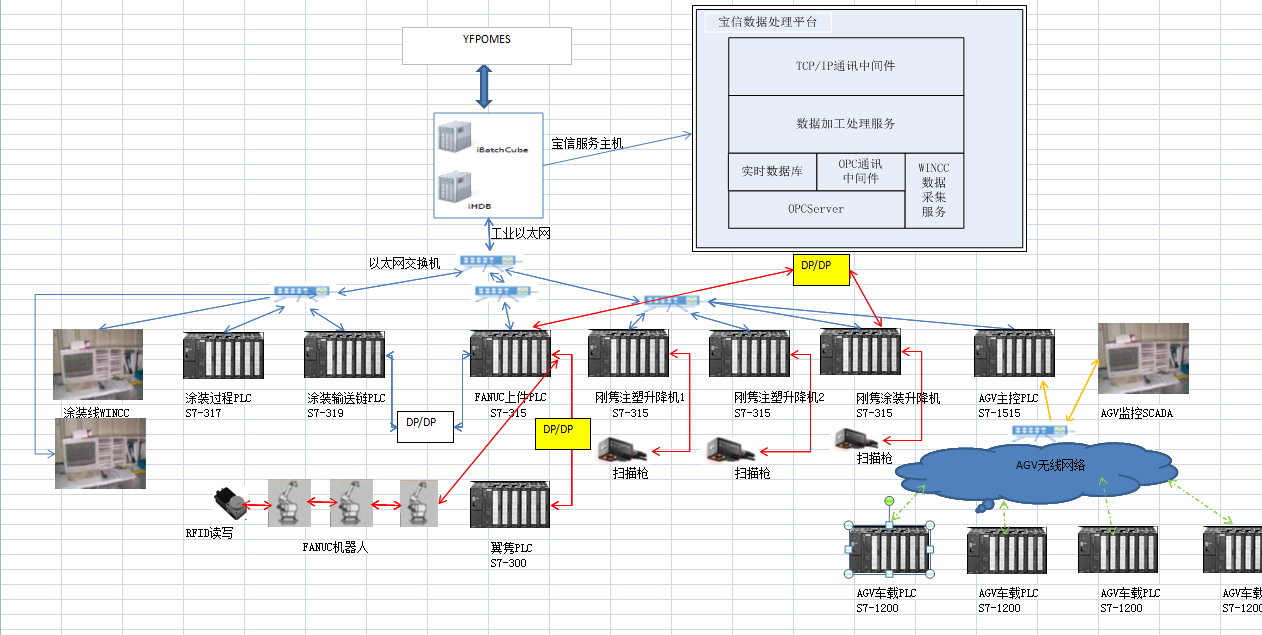 YFPOMES
宝信数据处理平台
TCP/IP通讯中间件
数据加工处理服务
实时数据库
OPC通讯
中间件
WINCC
数据
采集
服务
OPCServer
iBatchCube
iHDB
宝信服务主机
工业以太网
以太网交换机
DP/DP
涂装线WINCC
涂装过程PLC
S7-317
涂装输送链PLC
S7-319
FANUC上件PLC
S7-315
刚隽注塑升降机1
S7-315
刚隽注塑升降机2
S7-315
刚隽涂装升降机
S7-315
AGV主控PLC
S7-1515
AGV监控SCADA
DP/DP
DP/DP
扫描枪
扫描枪
扫描枪
AGV无线网络
RFID读写
FANUC机器人
翼隽PLC
S7-300
AGV车载PLC
S7-1200
AGV车载PLC
S7-1200
AGV车载PLC
S7-1200
AGV车载
S7-1200